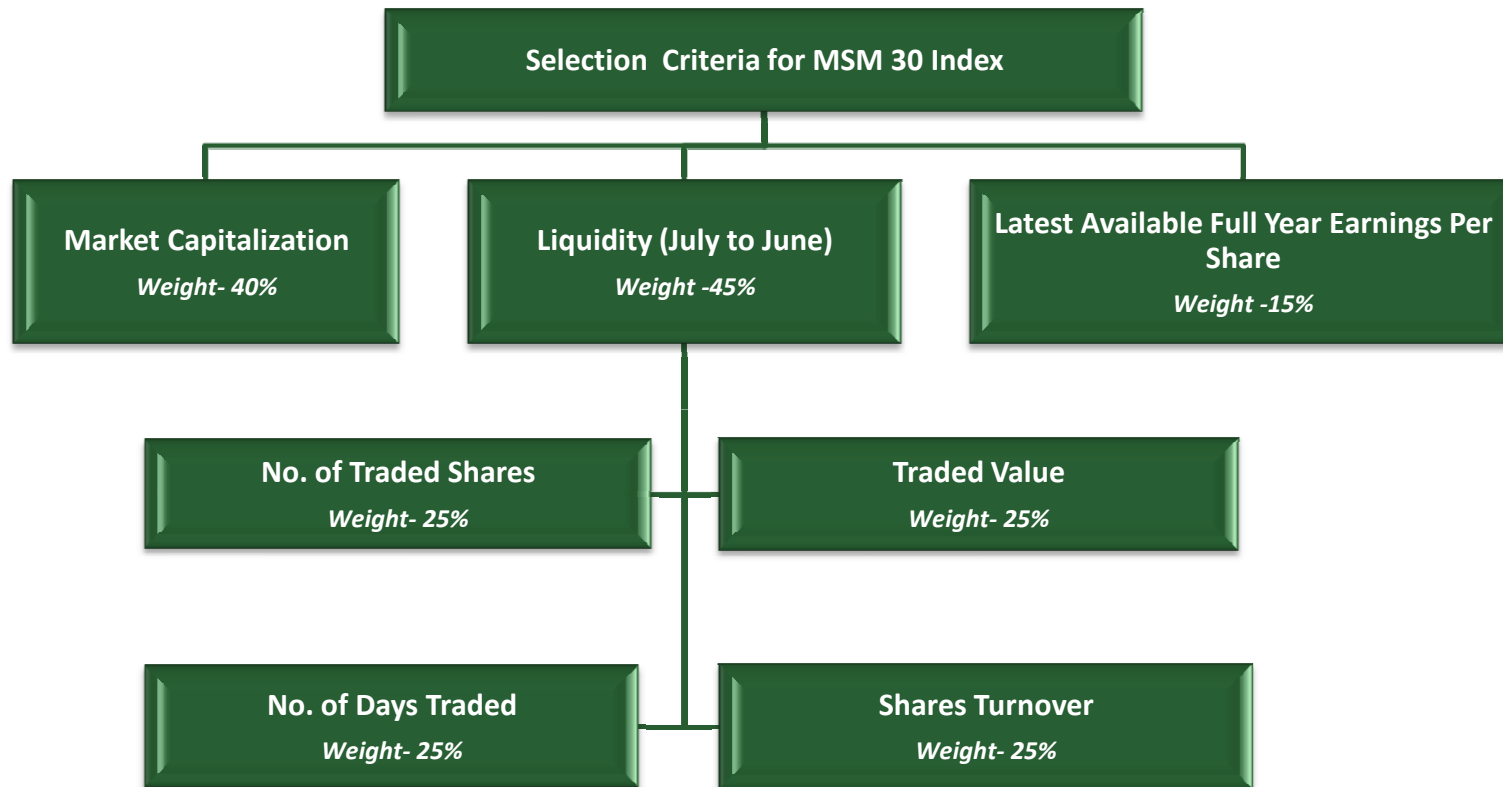 Selection Criteria for MSM 30 Index
Market Capitalization
Weight- 40%
Liquidity (July to June)
Weight -45%
Latest Available Full Year Earnings Per
Share
Weight -15%
No. of Traded Shares
Weight- 25%
Traded Value
Weight- 25%
No. of Days Traded
Weight- 25%
Shares Turnover
Weight- 25%